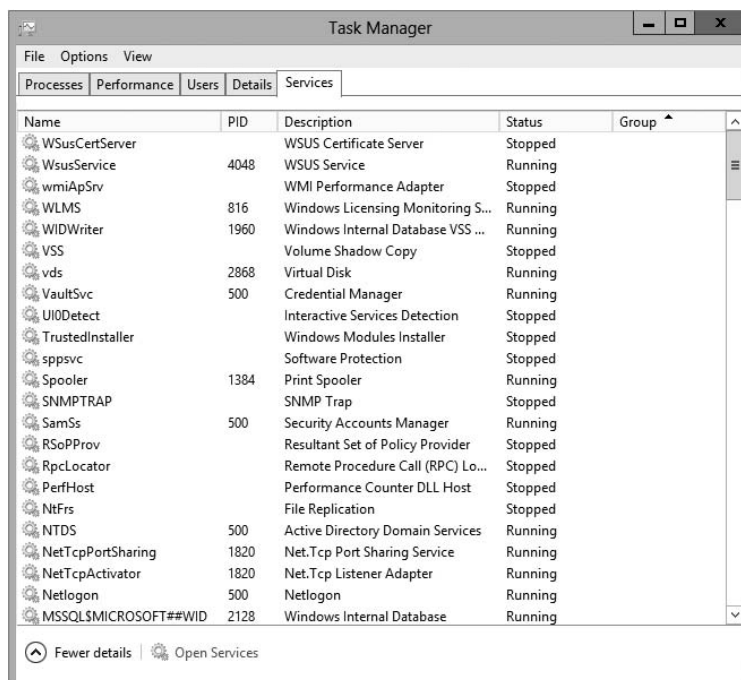 Task Manager
File Options View
Processes Performance Users Details Services
Name PID Description Status Group
WSusCertServer WSUS Certificate Server Stopped
WsusService 4048 WSUS Service Running
wmiApSrv WMI Performance Adapter Stopped
WLMS 816 Windows Licensing Monitoring S... Running
WIDWriter 1960 Windows Internal Database VSS ... Running
VSS Volume Shadow Copy Stopped
vds 2868 Virtual Disk Running
VaultSvc 500 Credential Manager Running
UI0Detect Interactive Services Detection Stopped
TrustedInstaller Windows Modules Installer Stopped
sppsvc Software Protection Stopped
Spooler 1384 Print Spooler Running
SNMPTRAP SNMP Trap Stopped
SamSs 500 Security Accounts Manager Running
RSoPProv Resultant Set of Policy Provider Stopped
RpcLocator Remote Procedure Call (RPC) Lo... Stopped
PerfHost Performance Counter DLL Host Stopped
NtFrs File Replication Stopped
NTDS 500 Active Directory Domain Services Running
NetTcpPortSharing 1820 Net.Tcp Port Sharing Service Running
NetTcpActivator 1820 Net.Tcp Listener Adapter Running
Netlogon 500 Netlogon Running
MSSQL$MICROSOFT##WID 2128 Windows Internal Database Running
Fewer details Open Services